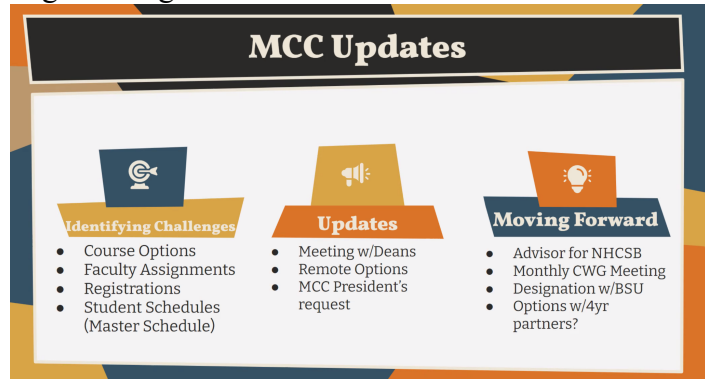 MCC Updates
Identifying Challenges
● Course Options
● Faculty Assignments
● Registrations
● Student Schedules
(Master Schedule)
Updates
● Meeting w/Deans
● Remote Options
● MCC President's
request
Moving Forward
● Advisor for NHCSB
● Monthly CWG Meeting
● Designation w/BSU
● Options w/4yr
partners?